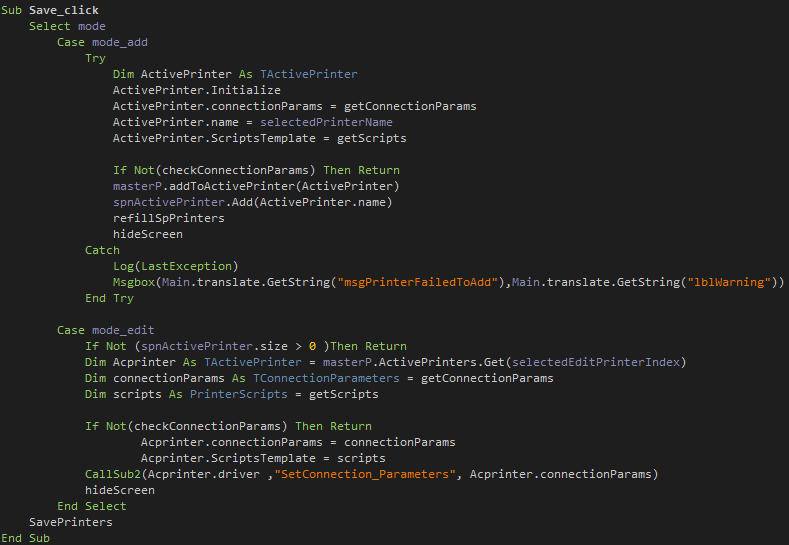 Sub Save_click
Select mode
Case mode_add
Try
Dim ActivePrinter As TActivePrinter
ActivePrinter.Initialize
ActivePrinter.connectionParams = getConnectionParams
ActivePrinter.name = selectedPrinterName
ActivePrinter.ScriptsTemplate = getScripts
If Not(checkConnectionParams) Then Return
masterP.addToActivePrinter(ActivePrinter)
spnActivePrinter.Add(ActivePrinter.name)
refillSpPrinters
hideScreen
Catch
Log(LastException)
Msgbox(Main.translate.GetString("msgPrinterFailedToAdd"),Main.translate.GetString("lblWarning"))
End Try
Case mode_edit
If Not (spnActivePrinter.size > 0 )Then Return
Dim Acprinter As TActivePrinter = masterP.ActivePrinters.Get(selectedEditPrinterIndex)
Dim connectionParams As TConnectionParameters = getConnectionParams
Dim scripts As PrinterScripts = getScripts
If Not(checkConnectionParams) Then Return
Acprinter.connectionParams = connectionParams
Acprinter.ScriptsTemplate = scripts
CallSub2(Acprinter.driver ,"SetConnection_Parameters", Acprinter.connectionParams)
hideScreen
End Select
SavePrinters
End Sub